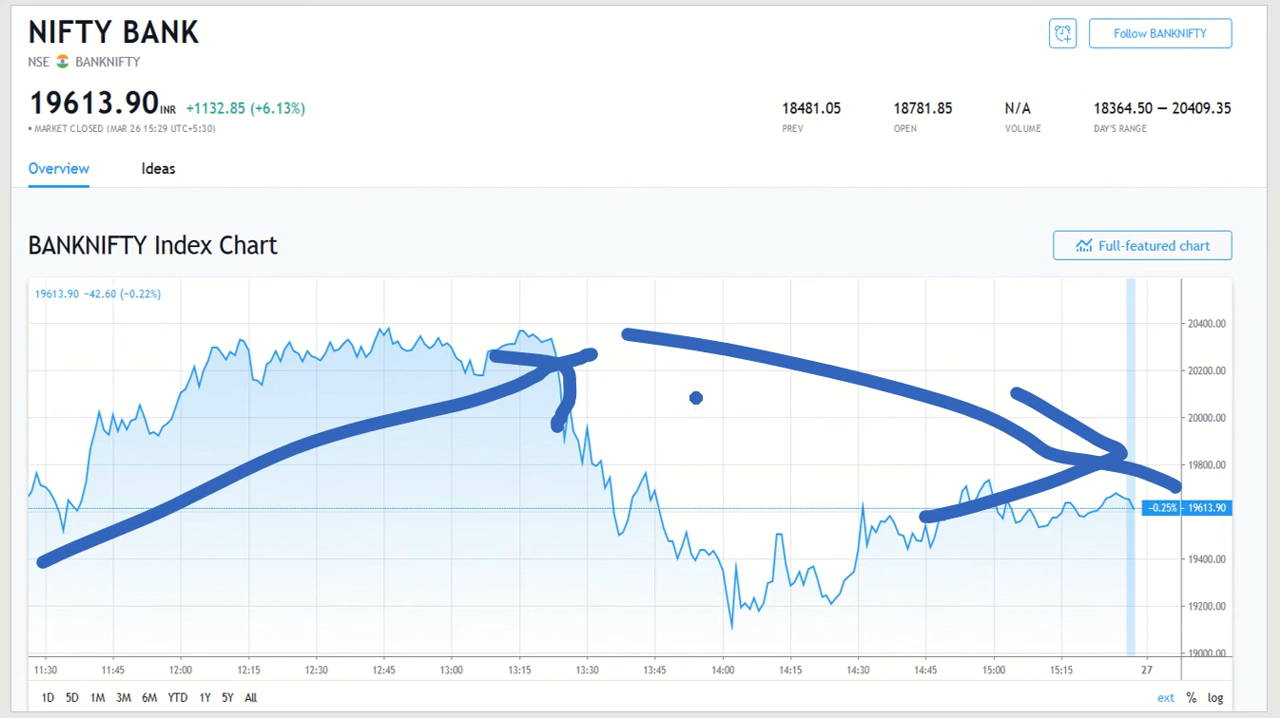 NIFTY BANK
Follow BANKNIFTY
NSE BANKNIFTY
19613.90 INR +1132.85 (+6.13%)
18481.05 18781.85 N/A 18364.50 — 20409.35
• MARKET CLOSED (MAR 26 15:29 UTC+5:30)
PREV OPEN VOLUME DAY'S RANGE
Overview Ideas
BANKNIFTY Index Chart
Full-featured chart
19613.90 −42.60 (−0.22%)
20400.00
20200.00
20000.00
19800.00
−0.25% 19613.90
19400.00
19200.00
19000.00
11:30 11:45 12:00 12:15 12:30 12:45 13:00 13:15 13:30 13:45 14:00 14:15 14:30 14:45 15:00 15:15 27
1D 5D 1M 3M 6M YTD 1Y 5Y All ext % log